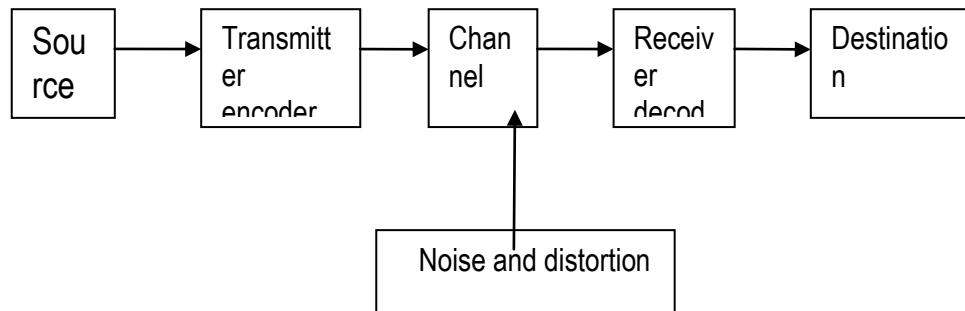 Sou
rce
Transmitt
er
encoder
Chan
nel
Receiv
er
decod
Destinatio
n
Noise and distortion